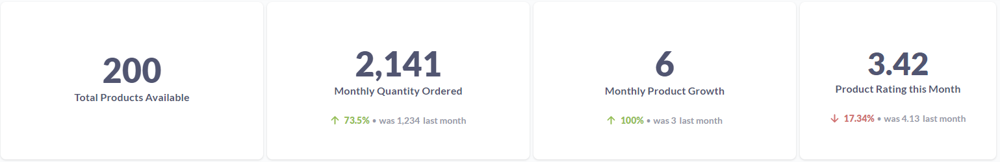 200
Total Products Available
2,141
Monthly Quantity Ordered
↑ 73.5% • was 1,234 last month
6
Monthly Product Growth
↑ 100% • was 3 last month
3.42
Product Rating this Month
↓ 17.34% • was 4.13 last month